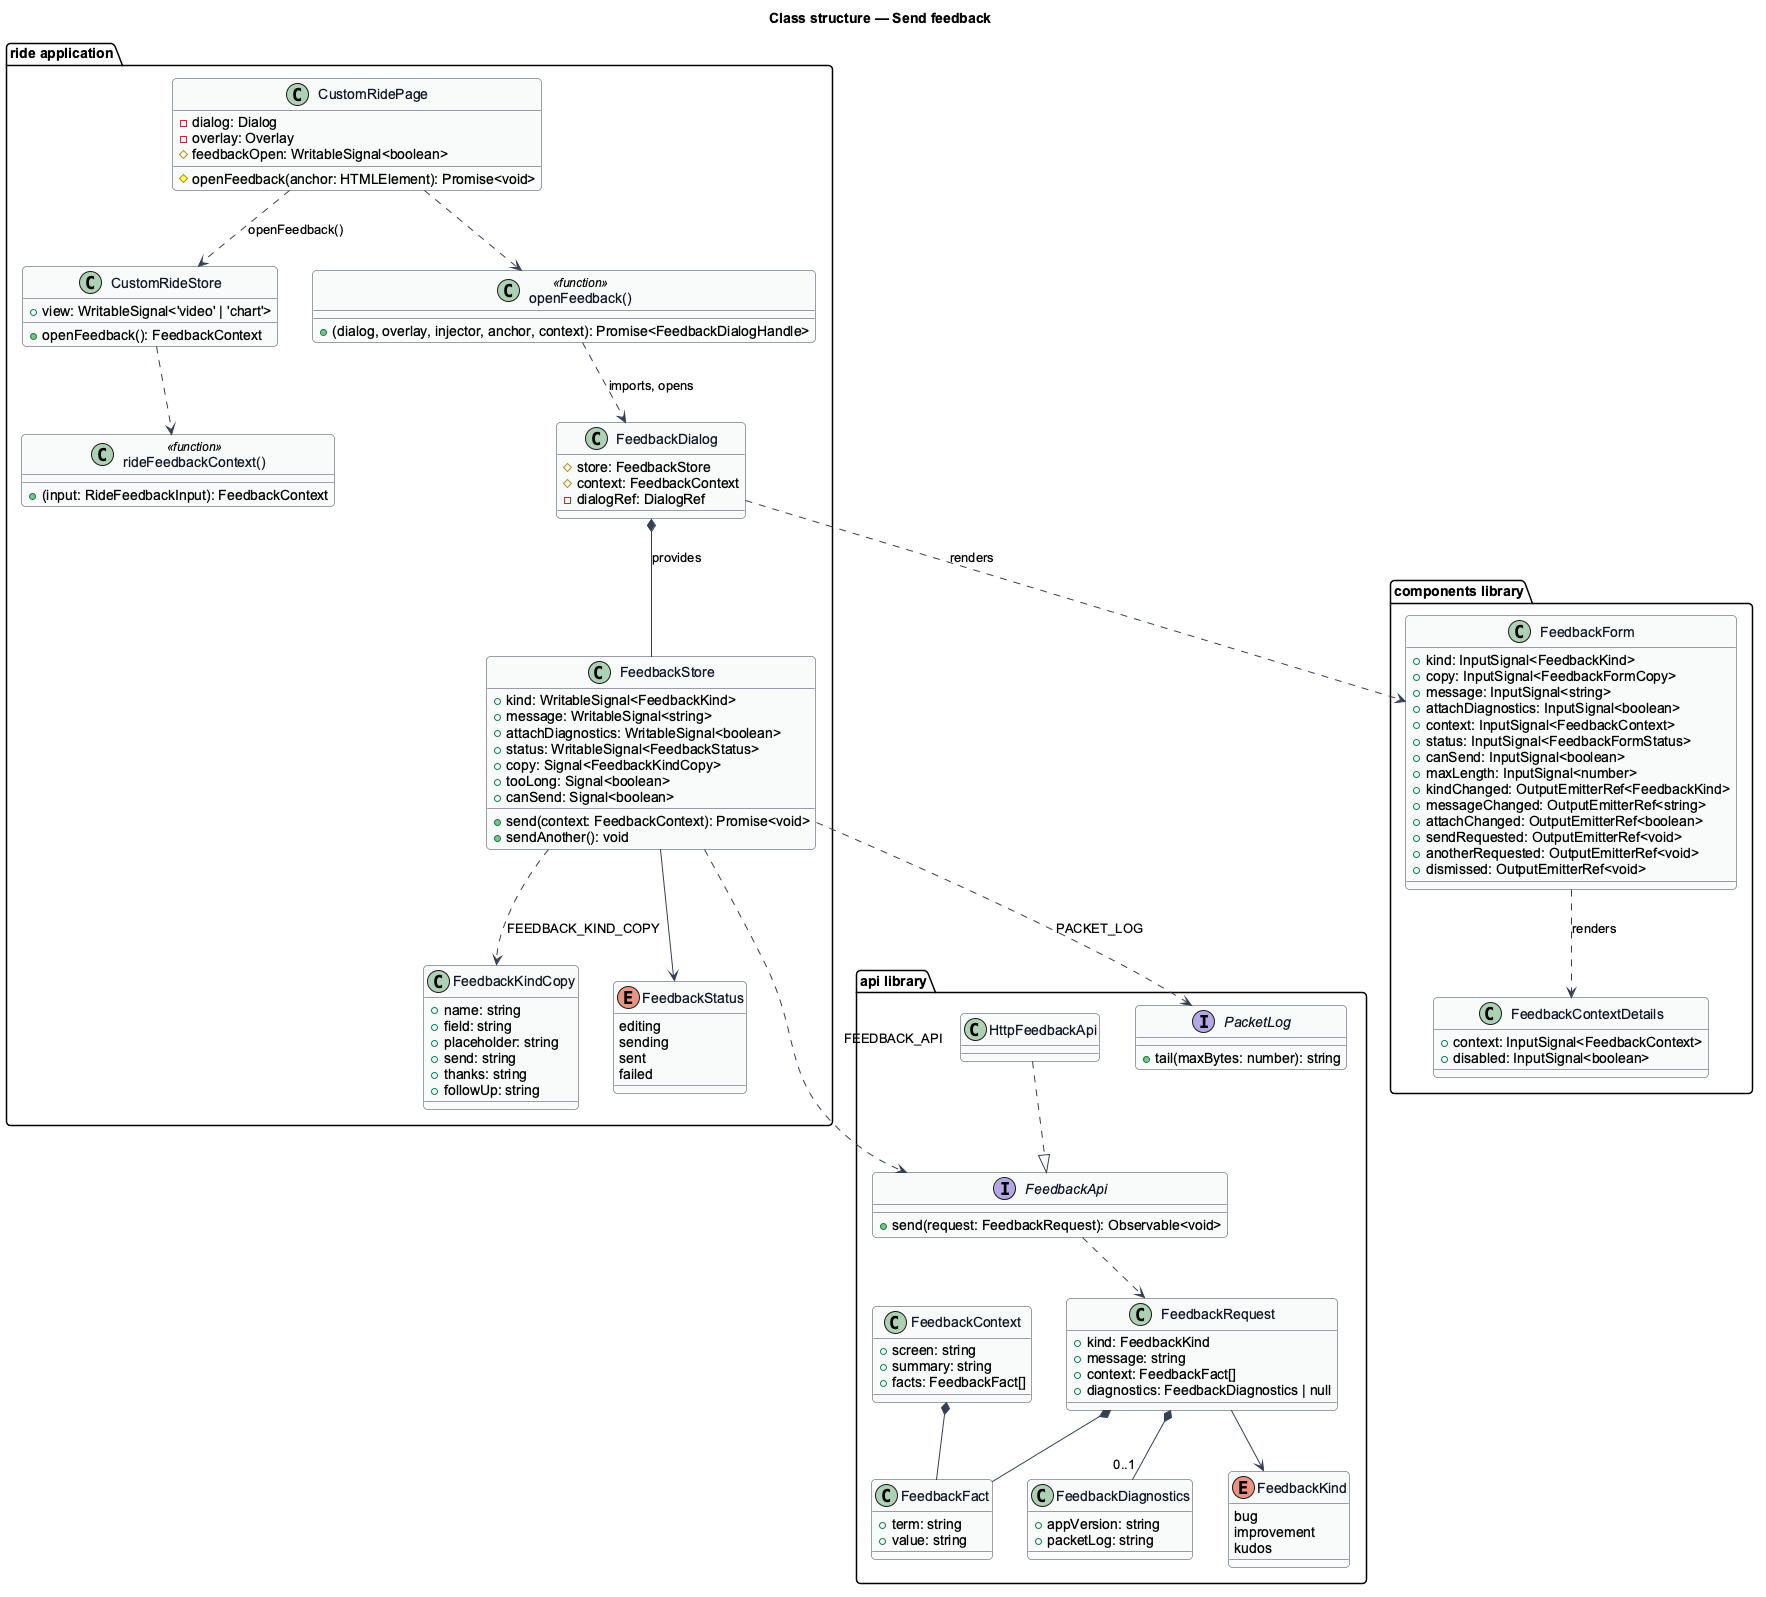 Class structure — Send feedback
ride application
C CustomRidePage
dialog: Dialog
overlay: Overlay
feedbackOpen: WritableSignal<boolean>
openFeedback(anchor: HTMLElement): Promise<void>
openFeedback()
C CustomRideStore
view: WritableSignal<'video' | 'chart'>
openFeedback(): FeedbackContext
C «function»
openFeedback()
(dialog, overlay, injector, anchor, context): Promise<FeedbackDialogHandle>
imports, opens
C «function»
rideFeedbackContext()
(input: RideFeedbackInput): FeedbackContext
C FeedbackDialog
store: FeedbackStore
context: FeedbackContext
dialogRef: DialogRef
provides
renders
C FeedbackStore
kind: WritableSignal<FeedbackKind>
message: WritableSignal<string>
attachDiagnostics: WritableSignal<boolean>
status: WritableSignal<FeedbackStatus>
copy: Signal<FeedbackKindCopy>
tooLong: Signal<boolean>
canSend: Signal<boolean>
send(context: FeedbackContext): Promise<void>
sendAnother(): void
FEEDBACK_KIND_COPY
PACKET_LOG
FEEDBACK_API
C FeedbackKindCopy
name: string
field: string
placeholder: string
send: string
thanks: string
followUp: string
E FeedbackStatus
editing
sending
sent
failed
components library
C FeedbackForm
kind: InputSignal<FeedbackKind>
copy: InputSignal<FeedbackFormCopy>
message: InputSignal<string>
attachDiagnostics: InputSignal<boolean>
context: InputSignal<FeedbackContext>
status: InputSignal<FeedbackFormStatus>
canSend: InputSignal<boolean>
maxLength: InputSignal<number>
kindChanged: OutputEmitterRef<FeedbackKind>
messageChanged: OutputEmitterRef<string>
attachChanged: OutputEmitterRef<boolean>
sendRequested: OutputEmitterRef<void>
anotherRequested: OutputEmitterRef<void>
dismissed: OutputEmitterRef<void>
renders
C FeedbackContextDetails
context: InputSignal<FeedbackContext>
disabled: InputSignal<boolean>
api library
C HttpFeedbackApi
I PacketLog
tail(maxBytes: number): string
I FeedbackApi
send(request: FeedbackRequest): Observable<void>
C FeedbackContext
screen: string
summary: string
facts: FeedbackFact[]
C FeedbackRequest
kind: FeedbackKind
message: string
context: FeedbackFact[]
diagnostics: FeedbackDiagnostics | null
0..1
C FeedbackFact
term: string
value: string
C FeedbackDiagnostics
appVersion: string
packetLog: string
E FeedbackKind
bug
improvement
kudos